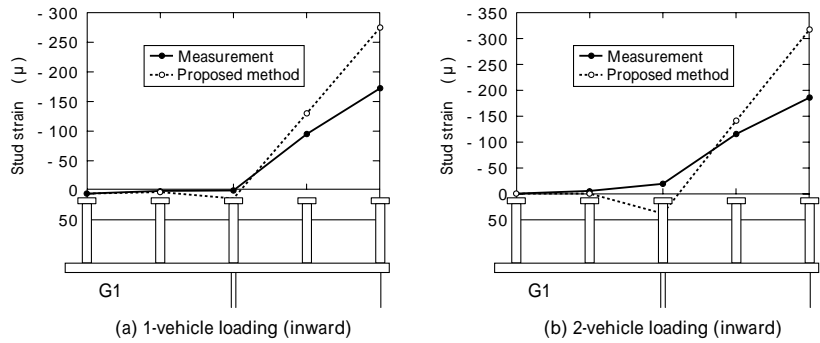 Stud strain (μ)
- 300
- 250
- 200
- 150
- 100
- 50
0
50
Measurement
Proposed method
G1
(a) 1-vehicle loading (inward)
Stud strain (μ)
- 350
- 300
- 250
- 200
- 150
- 100
-50
0
50
Measurement
Proposed method
G1
(b) 2-vehicle loading (inward)